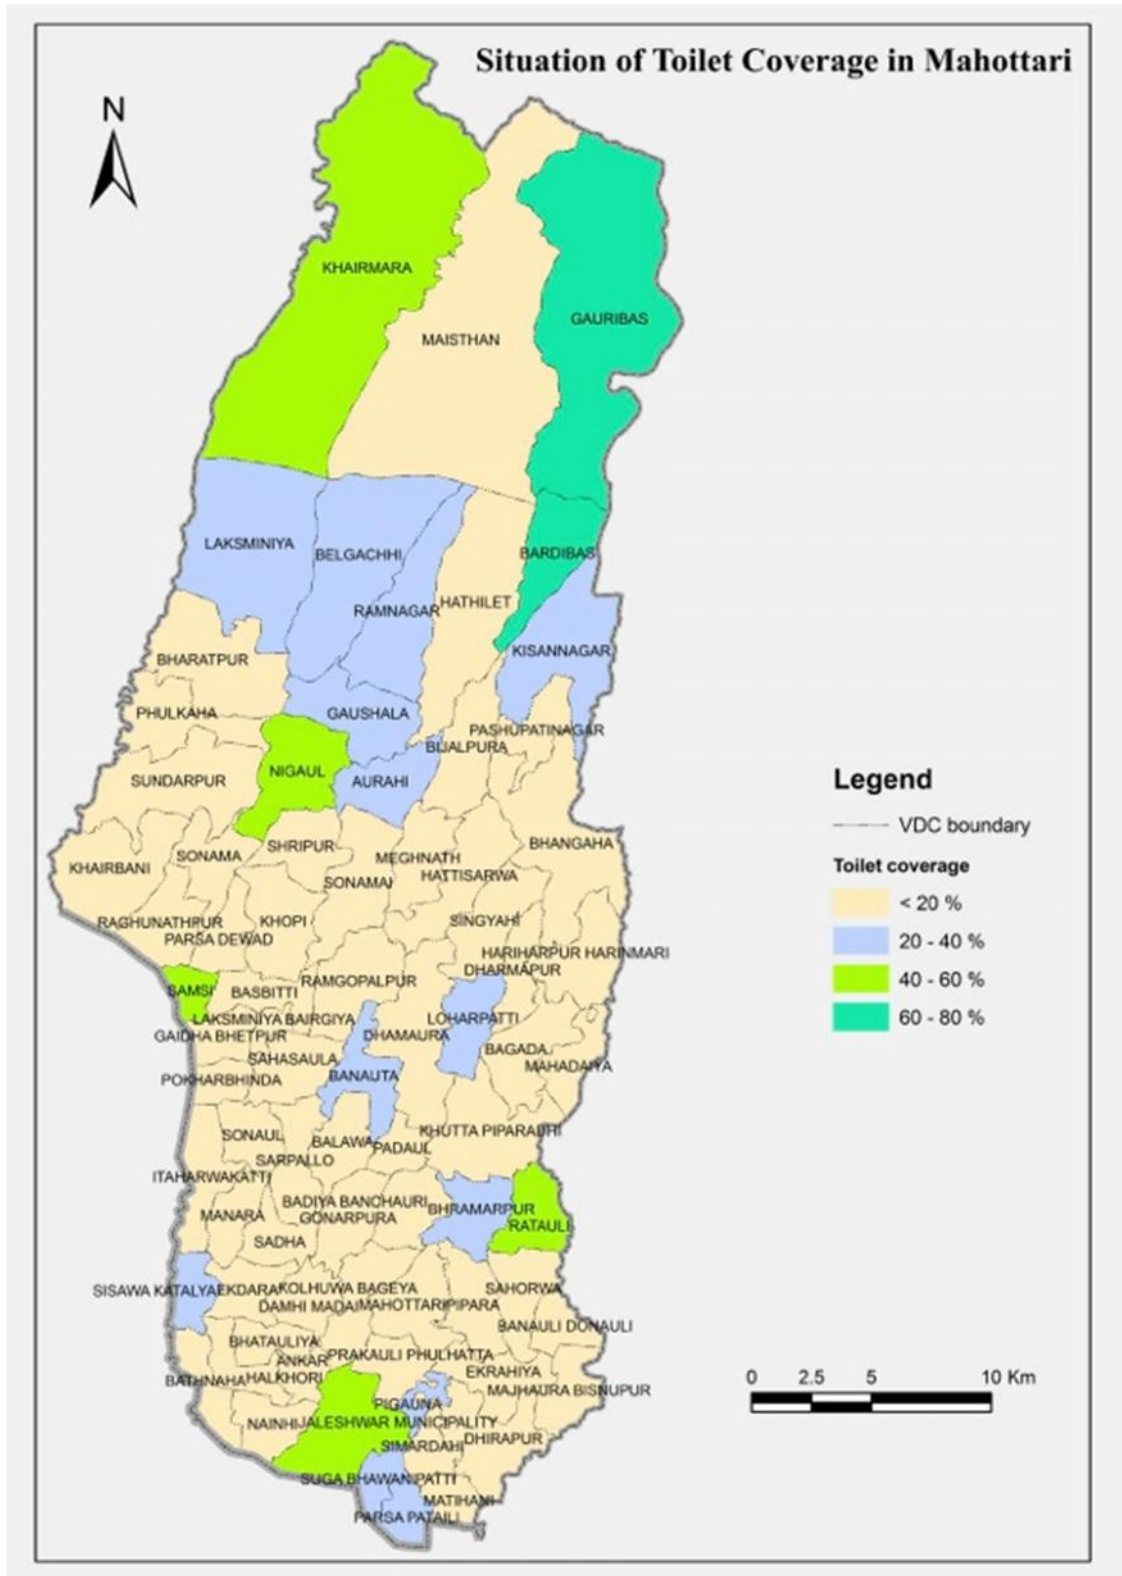 Situation of Toilet Coverage in Mahottari
N
KHAIRMARA
GAURIBAS
MAISTHAN
LAKSMINIYA
BELGACHHI
BARDIBAS
RAMNAGAR
HATHILET
KISANNAGAR
BHARATPUR
PHULKAHA
GAUSHALA
PASHUPATINAGAR
BIJALPURA
NIGAUL
SUNDARPUR
AURAHI
Legend
VDC boundary
Toilet coverage
< 20 %
20 - 40 %
40 - 60 %
60 - 80 %
SHRIPUR
BHANGAHA
SONAMA
MEGHNATH
KHAIRBANI
HATTISARWA
SONAMAI
RAGHUNATHPUR
KHOPI
SINGYAHI
PARSA DEWAD
HARIHARPUR HARINMARI
DHARMAPUR
RAMGOPALPUR
SAMSI
BASBITTI
LAKSMINIYA BAIRGIYA
LOHARPATTI
GAIDHA BHETPUR
DHAMAURA
BAGADA
SAHASAULA
MAHADAIYA
POKHARBHINDA
BANAUTA
KHUTTA PIPARADHI
SONAUL
BALAWA
PADAUL
SARPALLO
ITAHARWAKATTI
BADIYA BANCHAURI
BHRAMARPUR
MANARA
GONARPURA
RATAULI
SADHA
SISAWA KATALYA
EKDARA
KOLHUWA BAGEYA
SAHORWA
DAMHI MADAI
MAHOTTARI
PIPARA
BANAULI DONAULI
BHATAULIYA
PRAKAULI PHULHATTA
ANKAR
EKRAHIYA
BATHNAHA
HALKHORI
MAJHAURA BISNUPUR
PIGAUNA
NAINHI
JALESHWAR MUNICIPALITY
DHIRAPUR
SIMARDAHI
SUGA BHAWAN PATTI
MATIHANI
PARSA PATAILI
0 2.5 5 10 Km